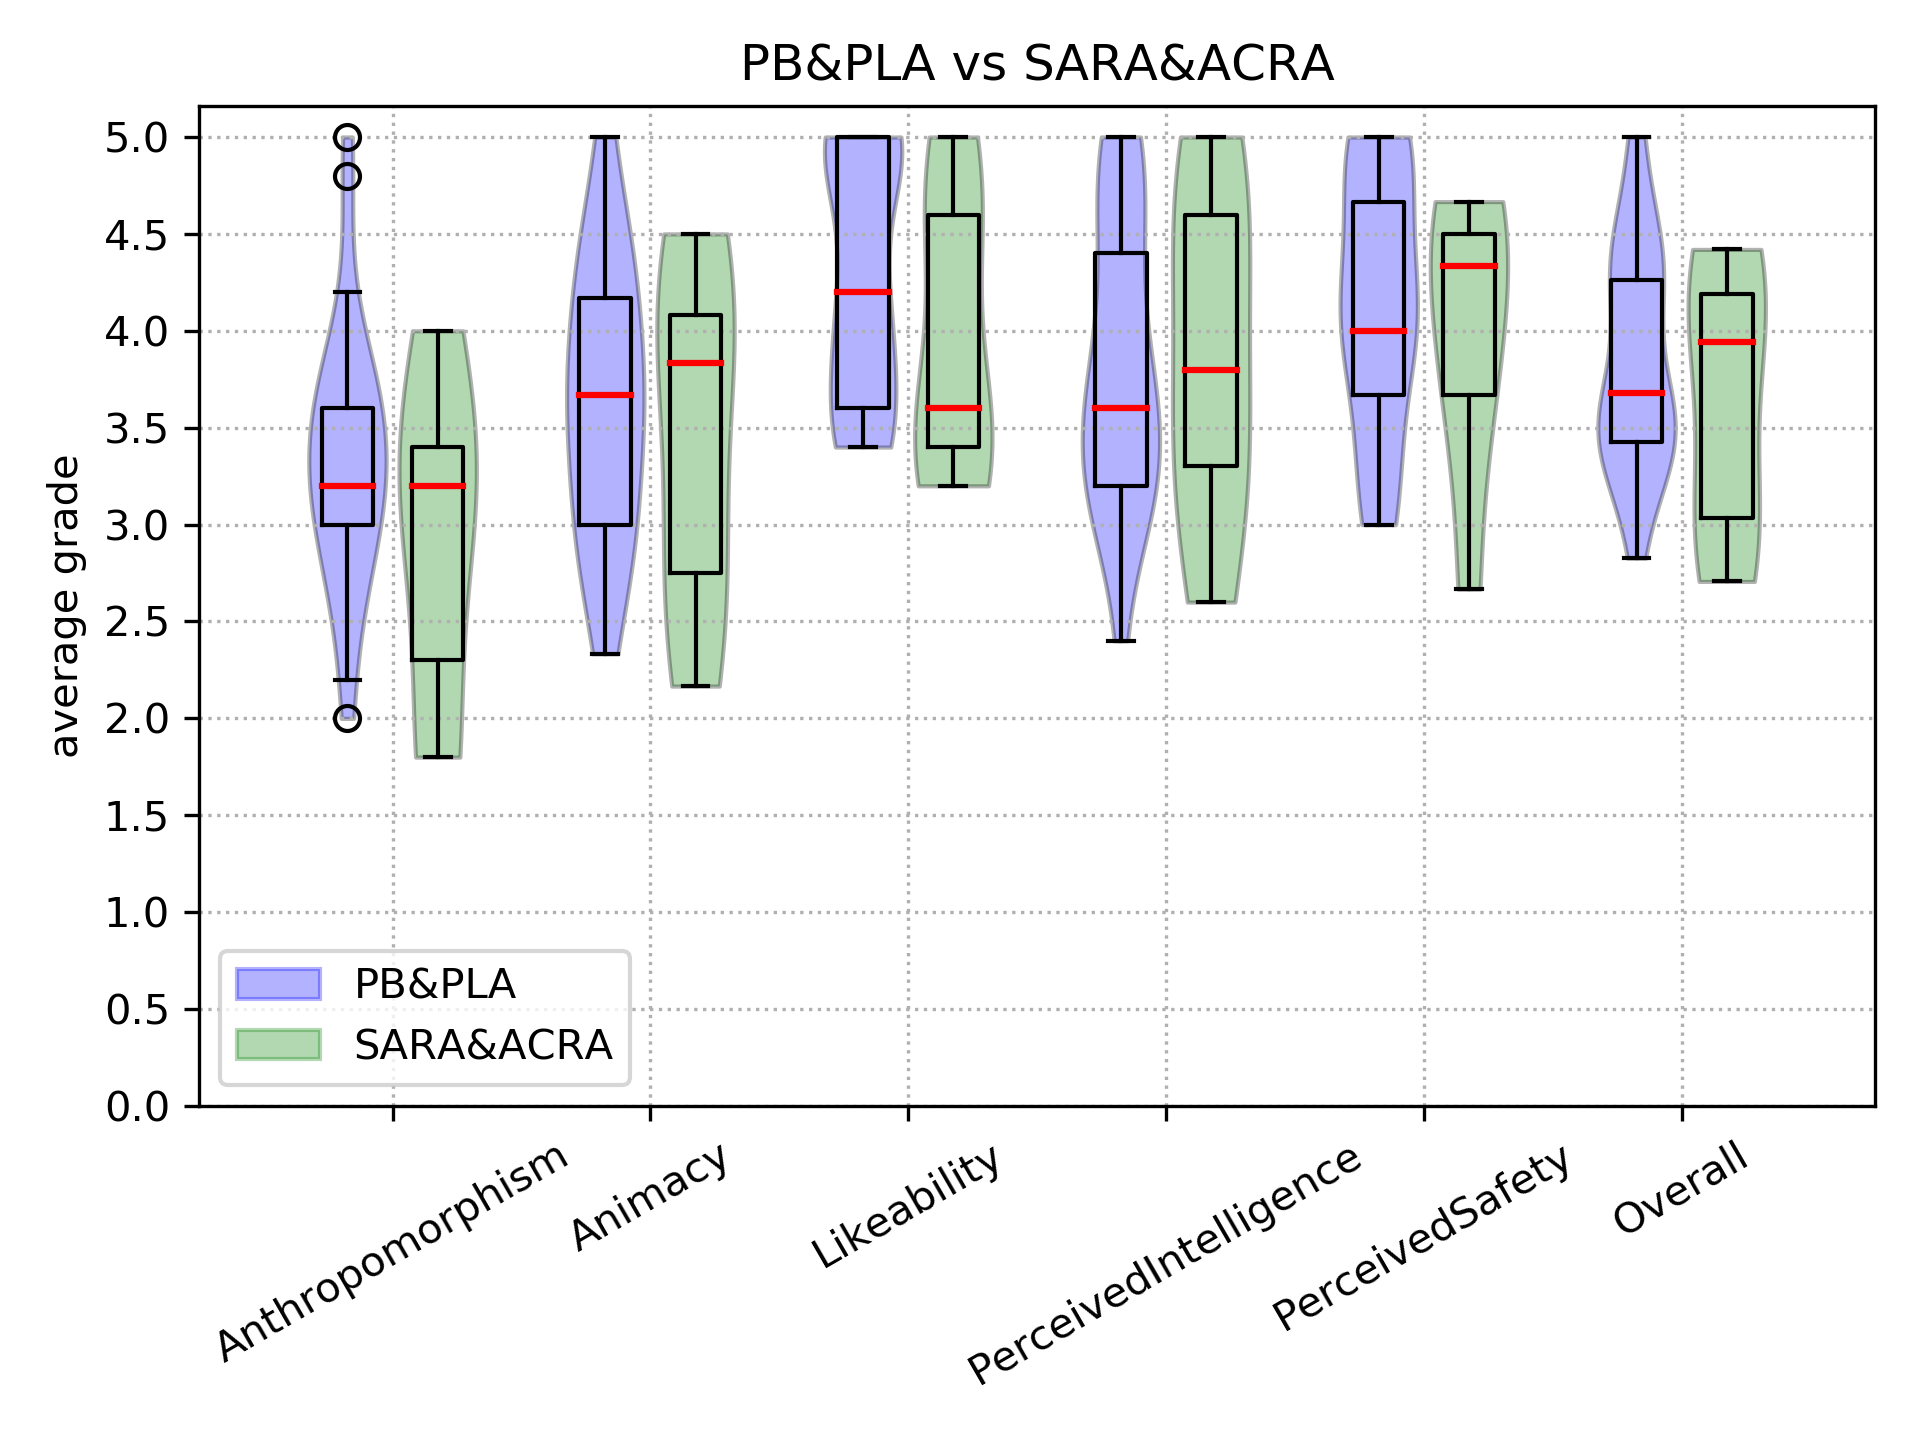 PB&PLA vs SARA&ACRA
average grade
5.0
4.5
4.0
3.5
3.0
2.5
2.0
1.5
1.0
0.5
0.0
PB&PLA
SARA&ACRA
Anthropomorphism
Animacy
Likeability
PerceivedIntelligence
PerceivedSafety
Overall